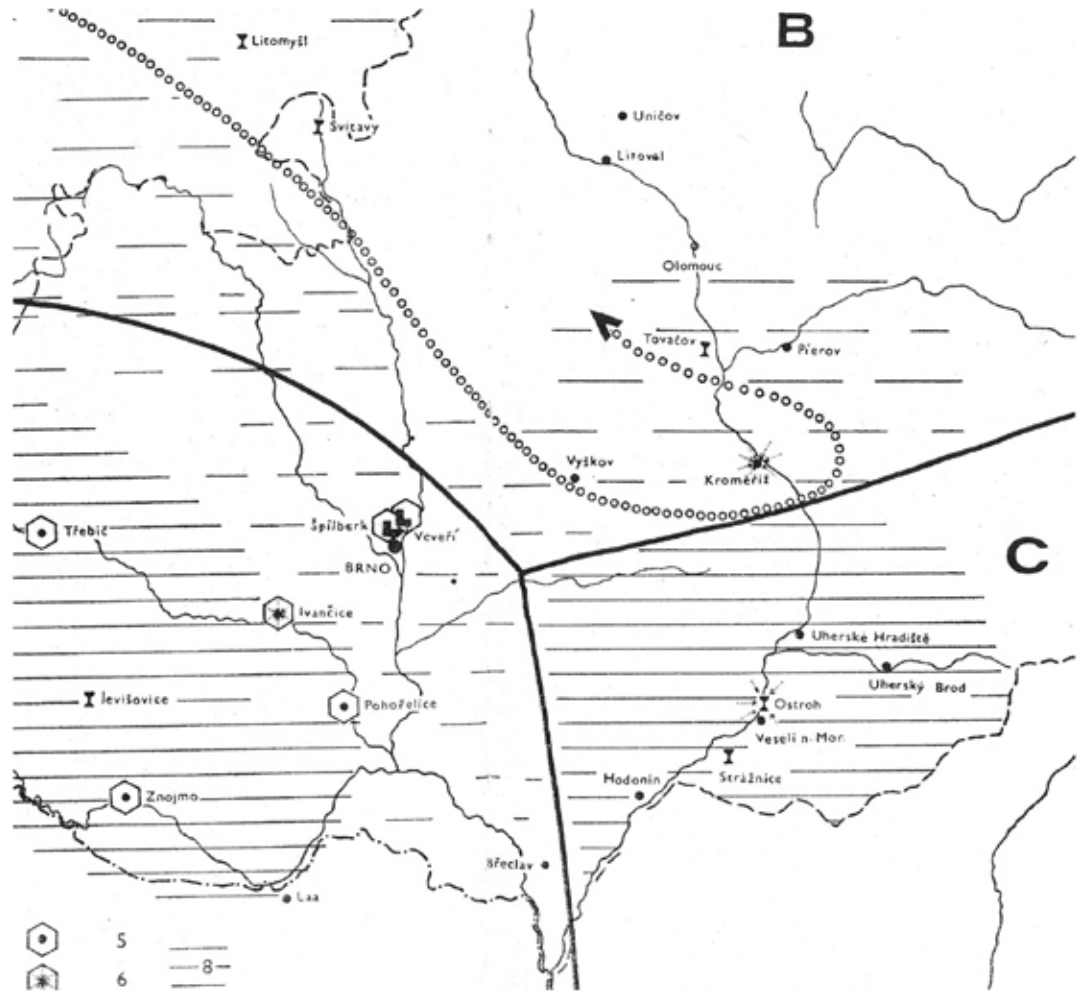 B
Litomyšl
Svitavy
Uničov
Litovel
Olomouc
Tovačov
Přerov
Vyškov
Kroměříž
Třebíč
Špilberk
Veveří
BRNO
C
Ivančice
Uherské Hradiště
Uherský Brod
Jevišovice
Pohořelice
Ostroh
Veselí n. Mor.
Strážnice
Hodonín
Znojmo
Břeclav
Laa
5
8
6